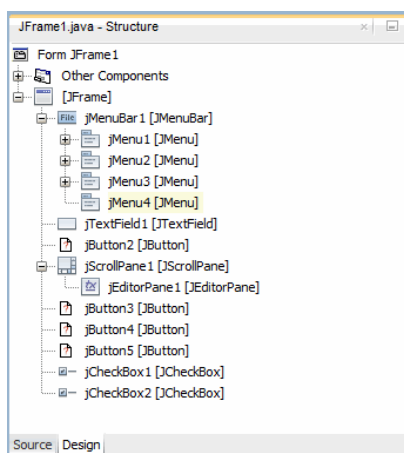 JFrame1.java - Structure
Form JFrame1
Other Components
[JFrame]
File jMenuBar1 [JMenuBar]
jMenu1 [JMenu]
jMenu2 [JMenu]
jMenu3 [JMenu]
jMenu4 [JMenu]
jTextField1 [JTextField]
jButton2 [JButton]
jScrollPane1 [JScrollPane]
jEditorPane1 [JEditorPane]
jButton3 [JButton]
jButton4 [JButton]
jButton5 [JButton]
jCheckBox1 [JCheckBox]
jCheckBox2 [JCheckBox]
Source Design